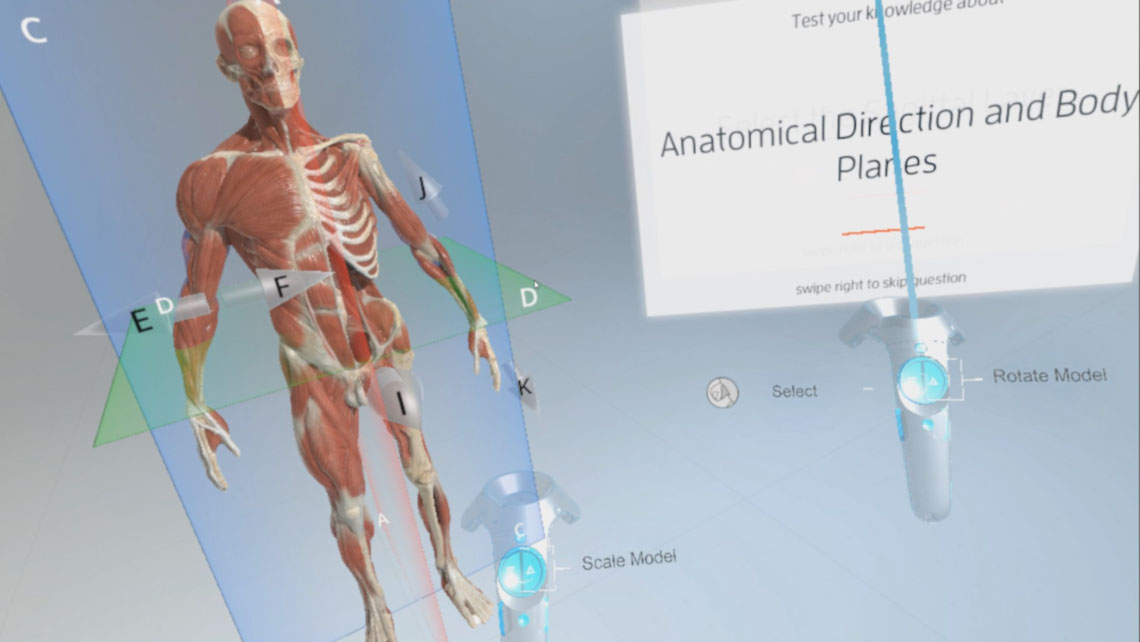 C
Test your knowledge about
Anatomical Direction and Body
Planes
swipe right to skip question
J
D
F
D
E
I
K
Select
Rotate Model
A
C
Scale Model